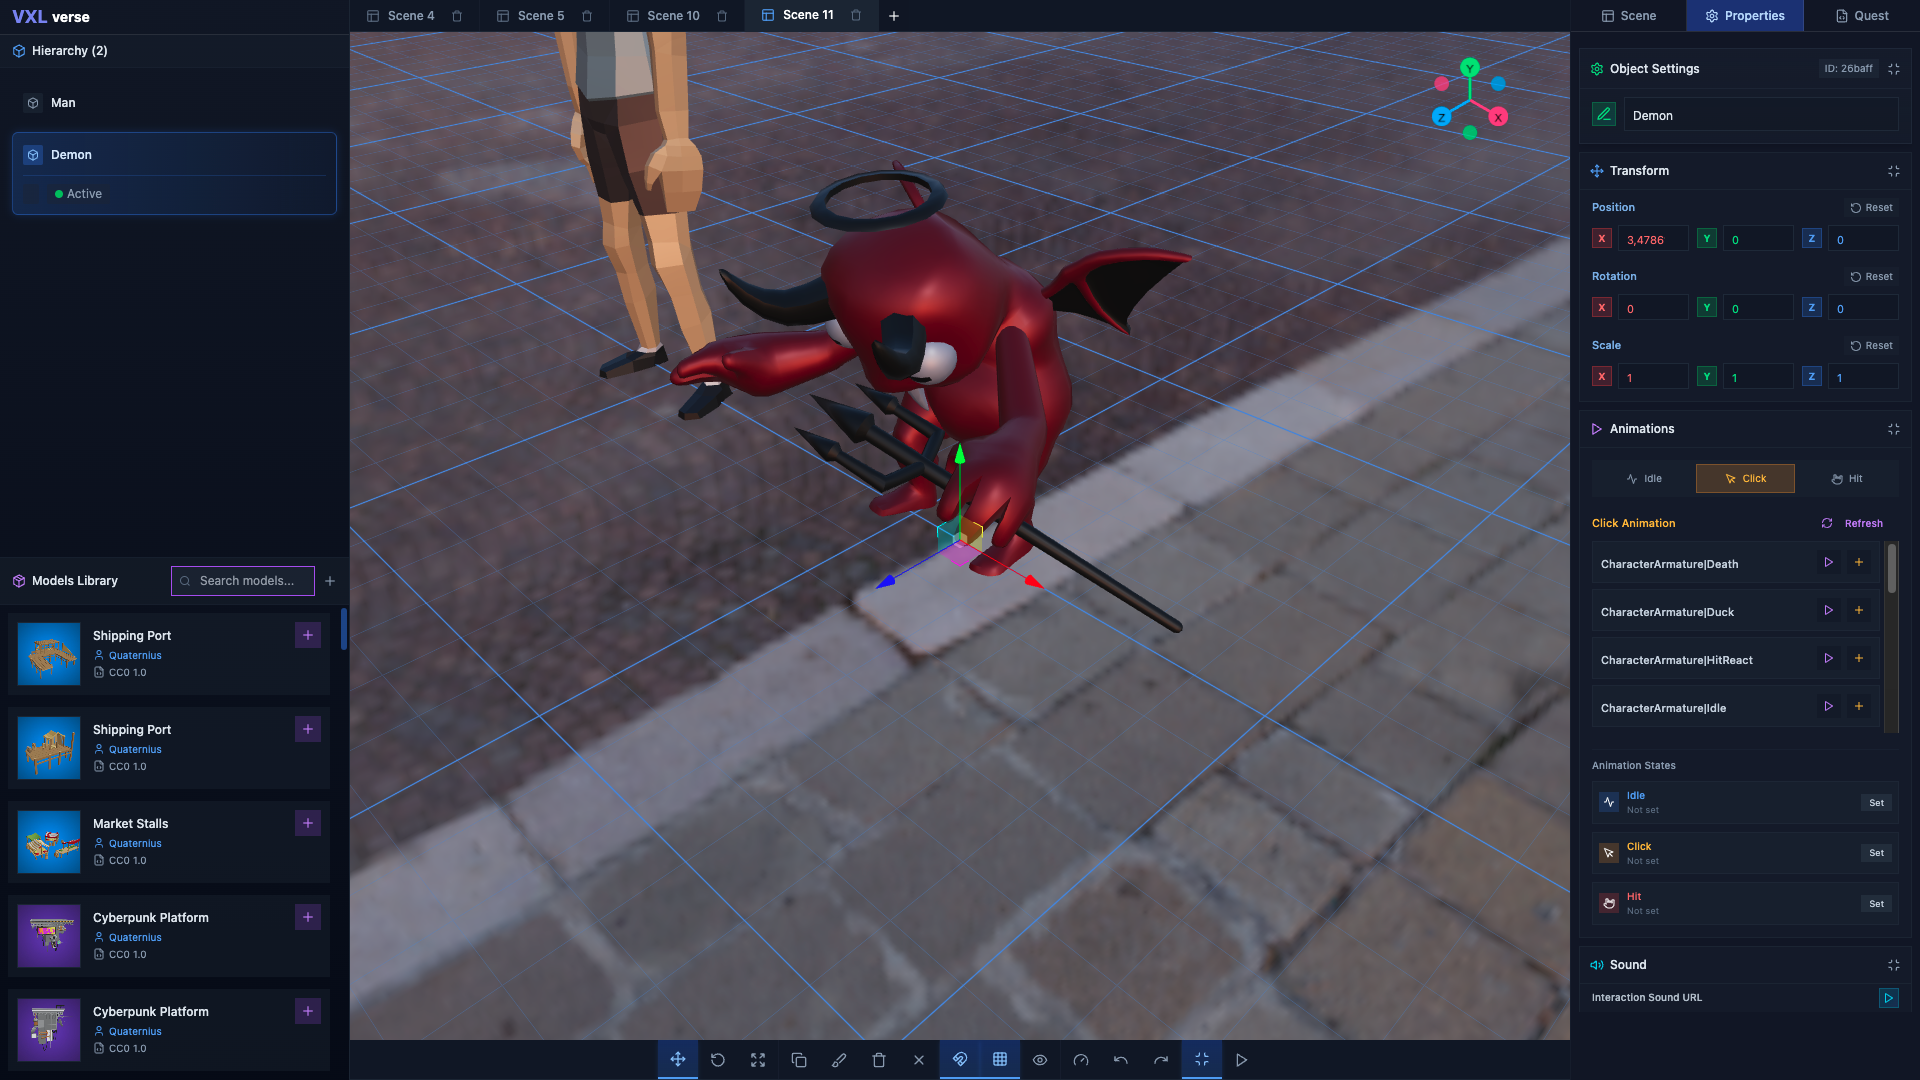 VXL verse
Scene 4
Scene 5
Scene 10
Scene 11
Scene
Properties
Quest
Hierarchy (2)
Man
Demon
Active
Models Library
Search models...
Shipping Port
Quaternius
CC0 1.0
Shipping Port
Quaternius
CC0 1.0
Market Stalls
Quaternius
CC0 1.0
Cyberpunk Platform
Quaternius
CC0 1.0
Cyberpunk Platform
Quaternius
CC0 1.0
Y
Z
X
Object Settings
ID: 26baff
Demon
Transform
Position
Reset
X 3,4786 Y 0 Z 0
Rotation
Reset
X 0 Y 0 Z 0
Scale
Reset
X 1 Y 1 Z 1
Animations
Idle
Click
Hit
Click Animation
Refresh
CharacterArmature|Death
CharacterArmature|Duck
CharacterArmature|HitReact
CharacterArmature|Idle
Animation States
Idle
Not set
Set
Click
Not set
Set
Hit
Not set
Set
Sound
Interaction Sound URL